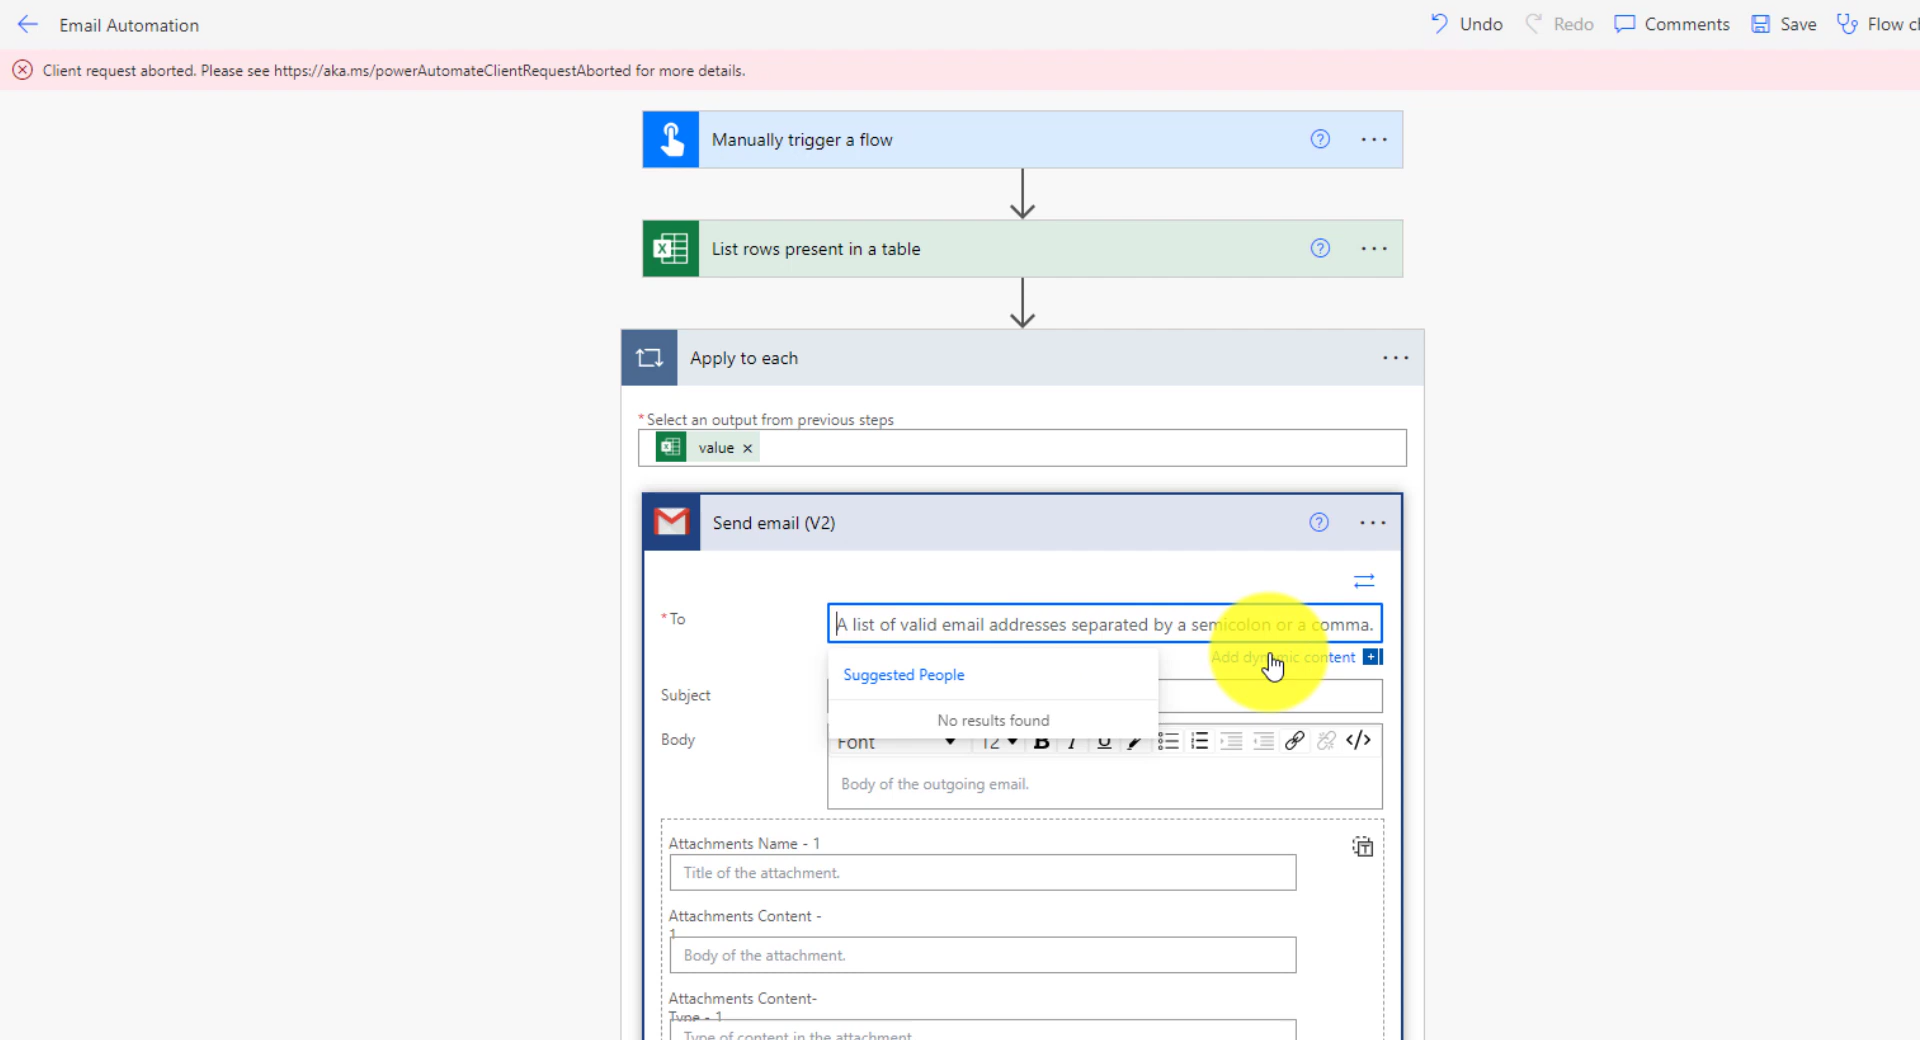 Email Automation
Undo Redo Comments Save Flow ch
Client request aborted. Please see https://aka.ms/powerAutomateClientRequestAborted for more details.
Manually trigger a flow
List rows present in a table
Apply to each
* Select an output from previous steps
value ×
Send email (V2)
* To
A list of valid email addresses separated by a semicolon or a comma.
Add dynamic content
Suggested People
Subject
No results found
Body
Font 12 B I U
Body of the outgoing email.
Attachments Name - 1
Title of the attachment.
Attachments Content -
1
Body of the attachment.
Attachments Content-
Type - 1
Type of content in the attachment.